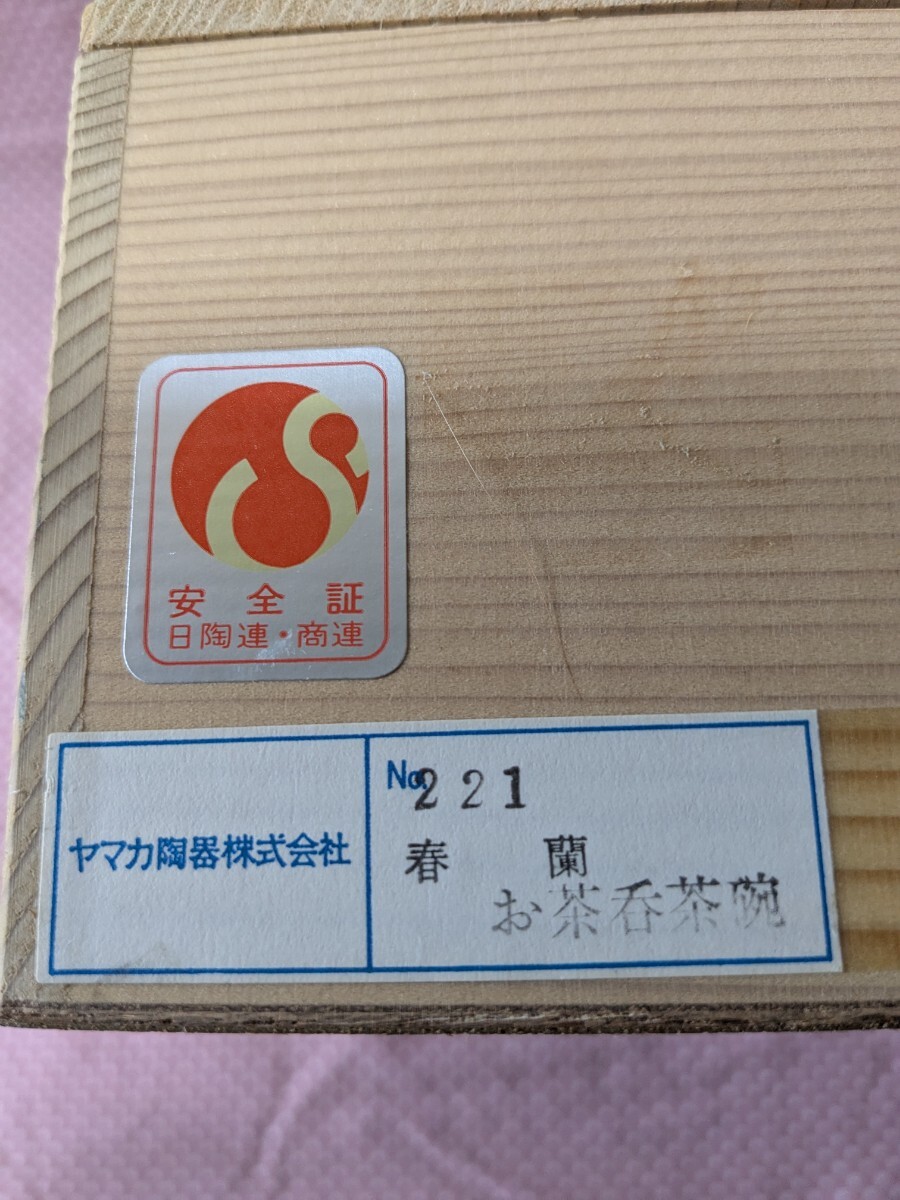 安全証
日陶連・商連
ヤマカ陶器株式会社
No. 221
春蘭
お茶呑茶碗